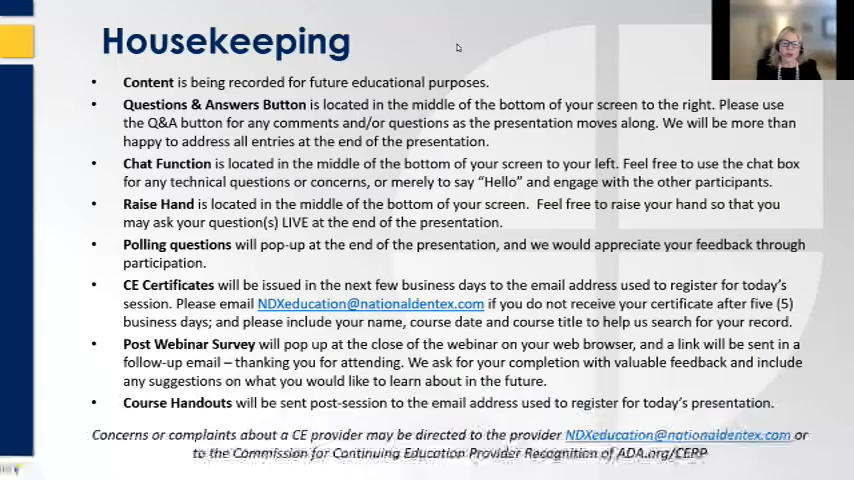 Housekeeping
• Content is being recorded for future educational purposes.
• Questions & Answers Button is located in the middle of the bottom of your screen to the right. Please use
the Q&A button for any comments and/or questions as the presentation moves along. We will be more than
happy to address all entries at the end of the presentation.
• Chat Function is located in the middle of the bottom of your screen to your left. Feel free to use the chat box
for any technical questions or concerns, or merely to say “Hello” and engage with the other participants.
• Raise Hand is located in the middle of the bottom of your screen.  Feel free to raise your hand so that you
may ask your question(s) LIVE at the end of the presentation.
• Polling questions will pop-up at the end of the presentation, and we would appreciate your feedback through
participation.
• CE Certificates will be issued in the next few business days to the email address used to register for today’s
session. Please email NDXeducation@nationaldentex.com if you do not receive your certificate after five (5)
business days; and please include your name, course date and course title to help us search for your record.
• Post Webinar Survey will pop up at the close of the webinar on your web browser, and a link will be sent in a
follow-up email – thanking you for attending. We ask for your completion with valuable feedback and include
any suggestions on what you would like to learn about in the future.
• Course Handouts will be sent post-session to the email address used to register for today’s presentation.
Concerns or complaints about a CE provider may be directed to the provider NDXeducation@nationaldentex.com or
to the Commission for Continuing Education Provider Recognition of ADA.org/CERP